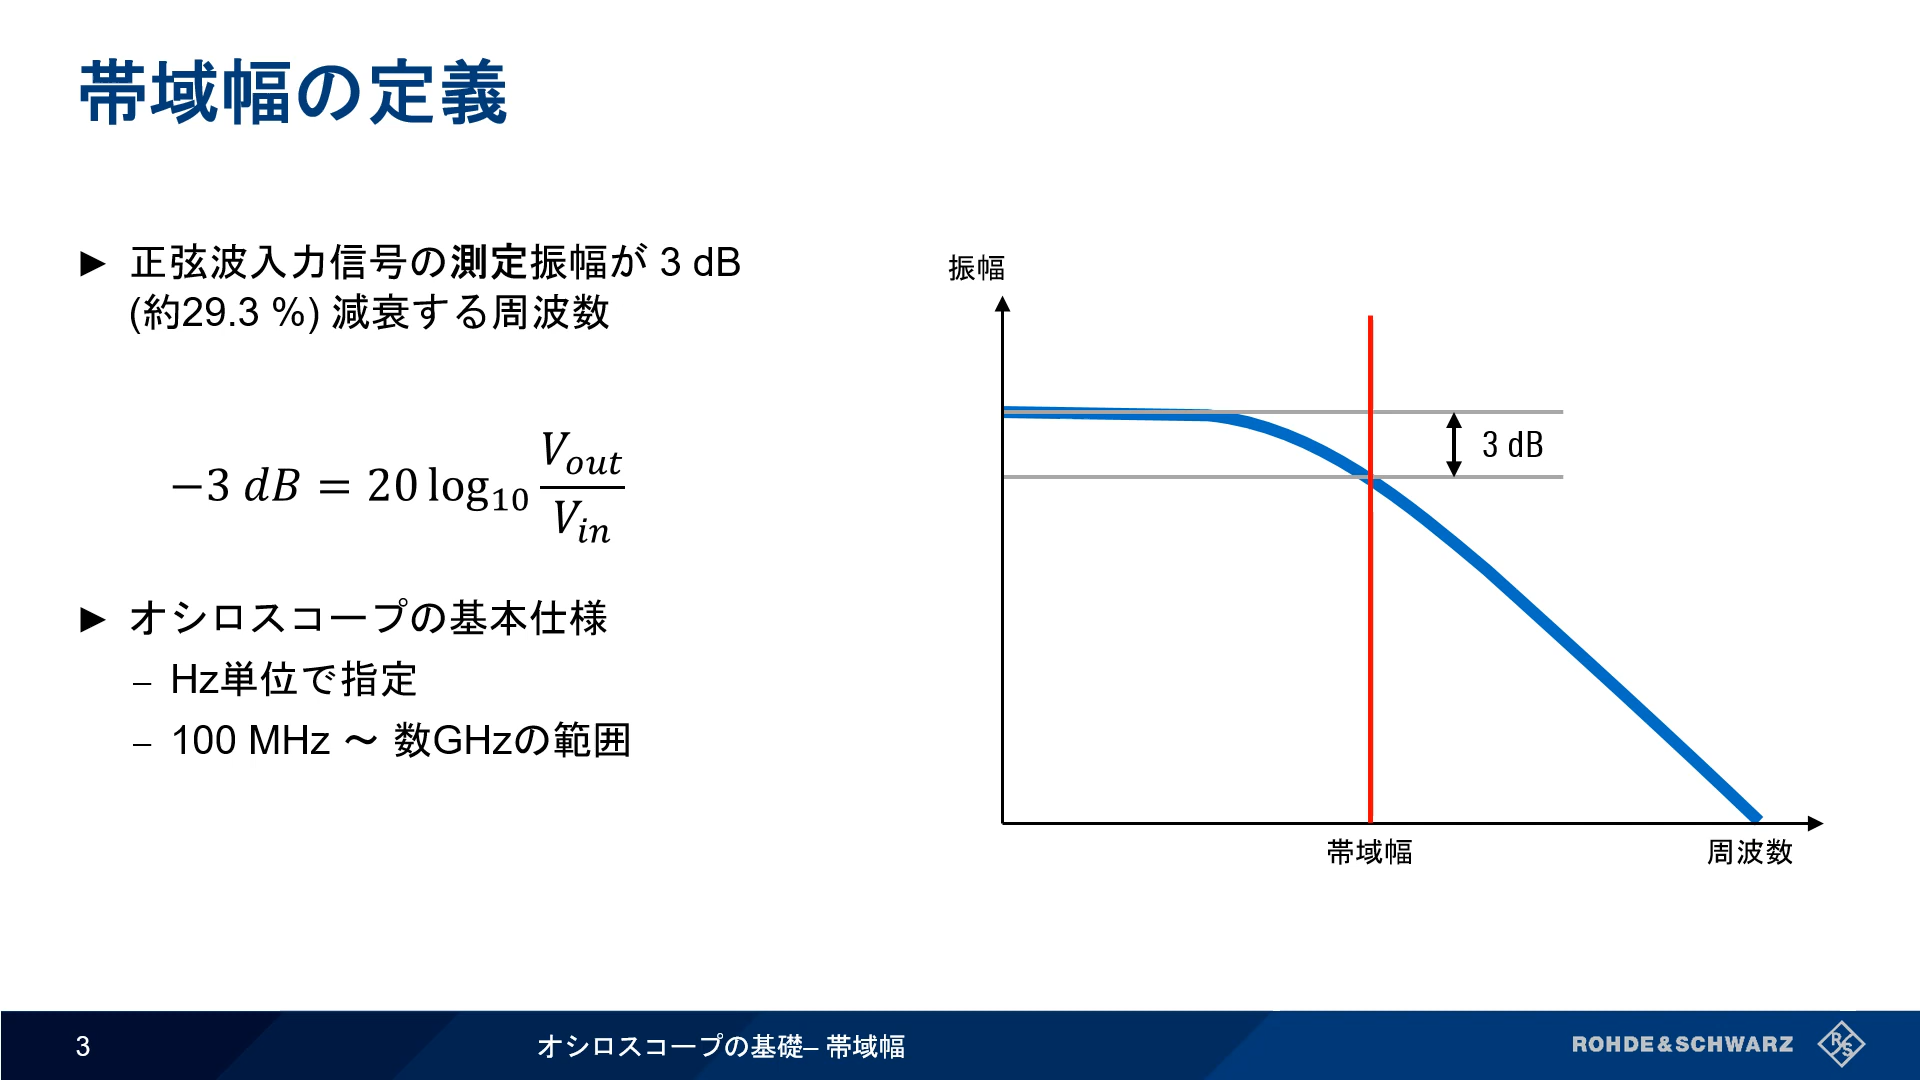 帯域幅の定義
► 正弦波入力信号の測定振幅が 3 dB
(約29.3 %) 減衰する周波数
−3 dB = 20 log₁₀ V_out / V_in
► オシロスコープの基本仕様
– Hz単位で指定
– 100 MHz ～ 数GHzの範囲
振幅
3 dB
帯域幅
周波数
3
オシロスコープの基礎– 帯域幅
ROHDE&SCHWARZ
R S